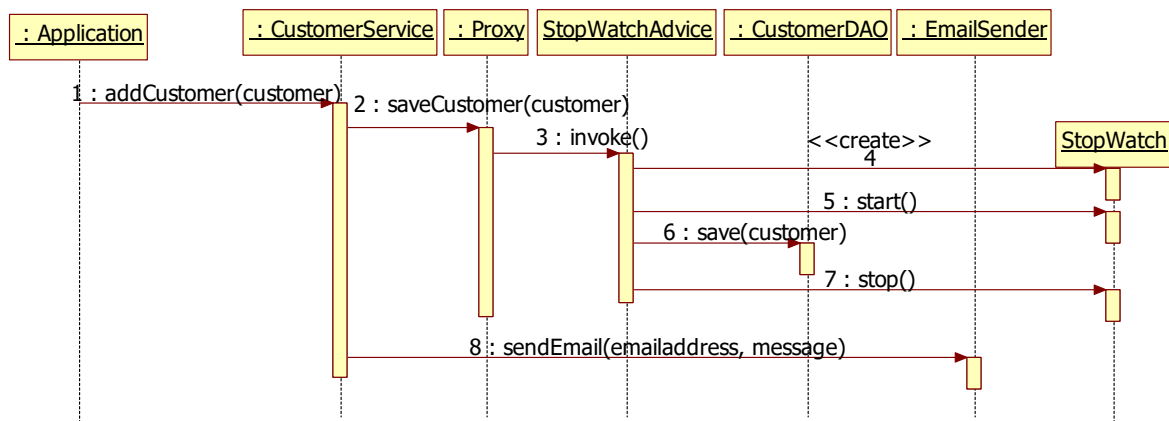 : Application
: CustomerService
: Proxy
StopWatchAdvice
: CustomerDAO
: EmailSender
1 : addCustomer(customer)
2 : saveCustomer(customer)
3 : invoke()
<<create>>
4
StopWatch
5 : start()
6 : save(customer)
7 : stop()
8 : sendEmail(emailaddress, message)